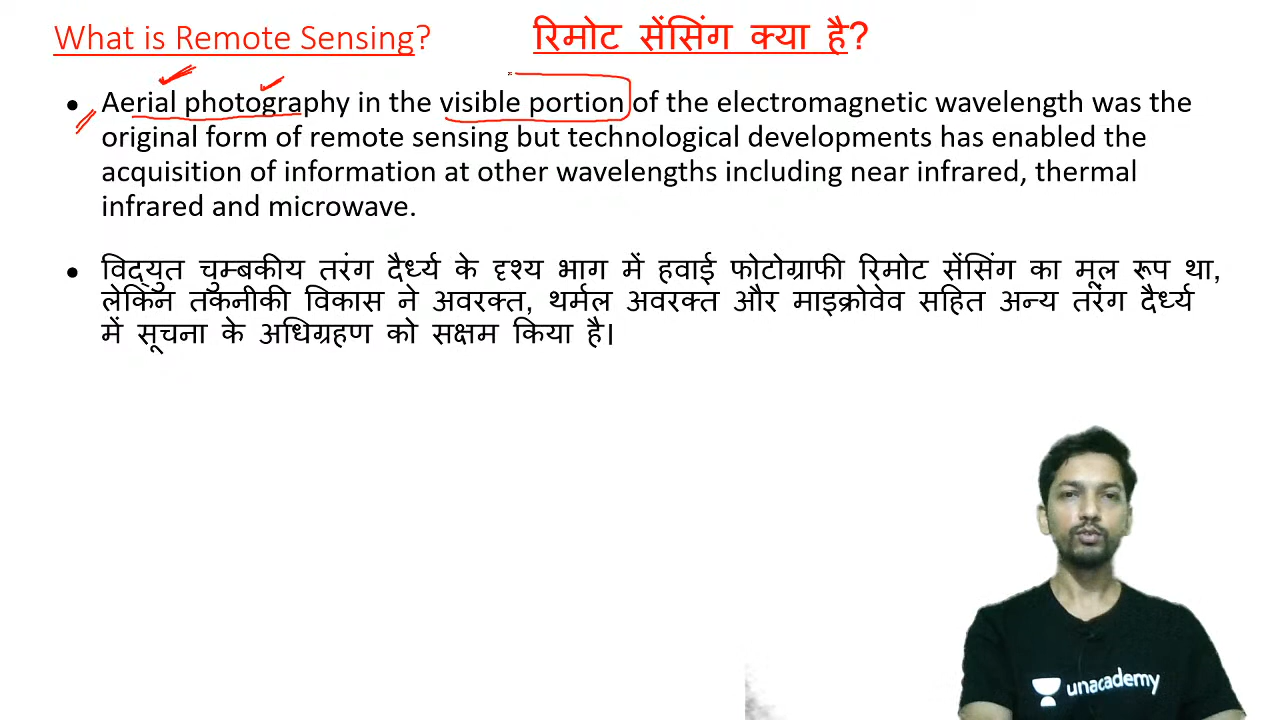 What is Remote Sensing? रिमोट सेंसिंग क्या है?
• Aerial photography in the visible portion of the electromagnetic wavelength was the
original form of remote sensing but technological developments has enabled the
acquisition of information at other wavelengths including near infrared, thermal
infrared and microwave.
• विद्युत चुम्बकीय तरंग दैर्ध्य के दृश्य भाग में हवाई फोटोग्राफी रिमोट सेंसिंग का मूल रूप था,
लेकिन तकनीकी विकास ने अवरक्त, थर्मल अवरक्त और माइक्रोवेव सहित अन्य तरंग दैर्ध्य
में सूचना के अधिग्रहण को सक्षम किया है।
unacademy